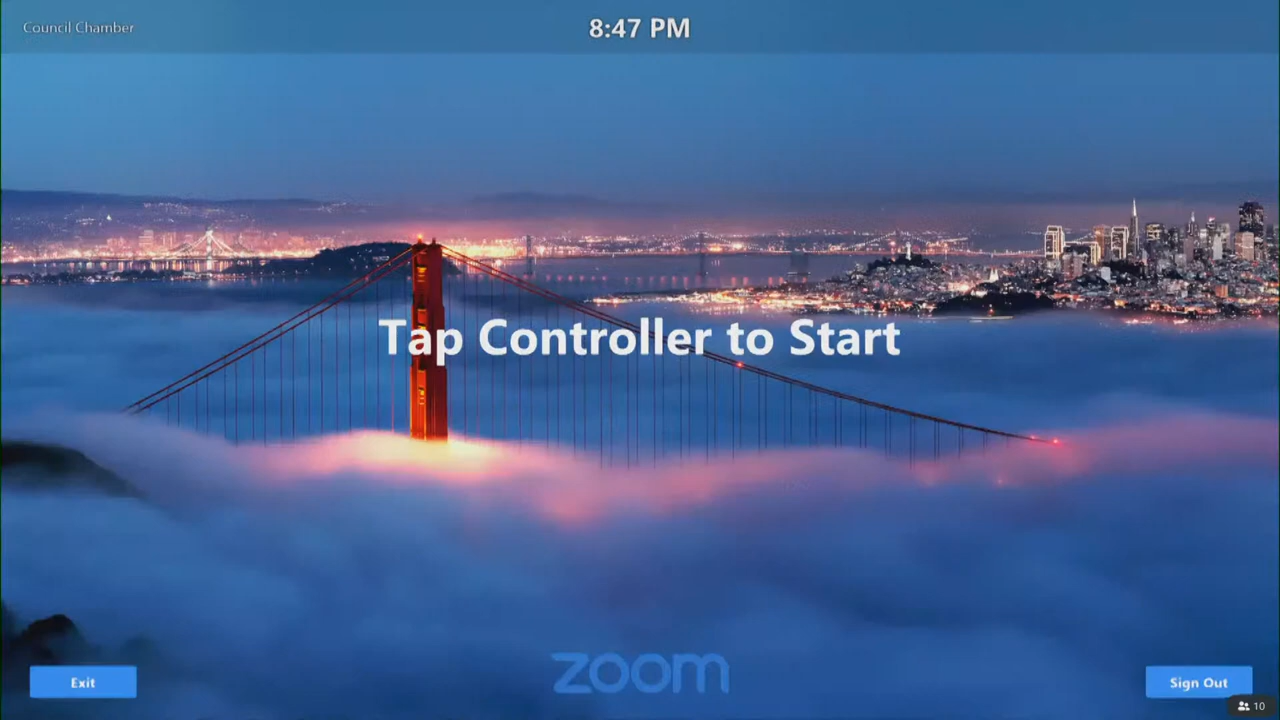 Council Chamber
8:47 PM
Tap Controller to Start
zoom
Exit
Sign Out
10